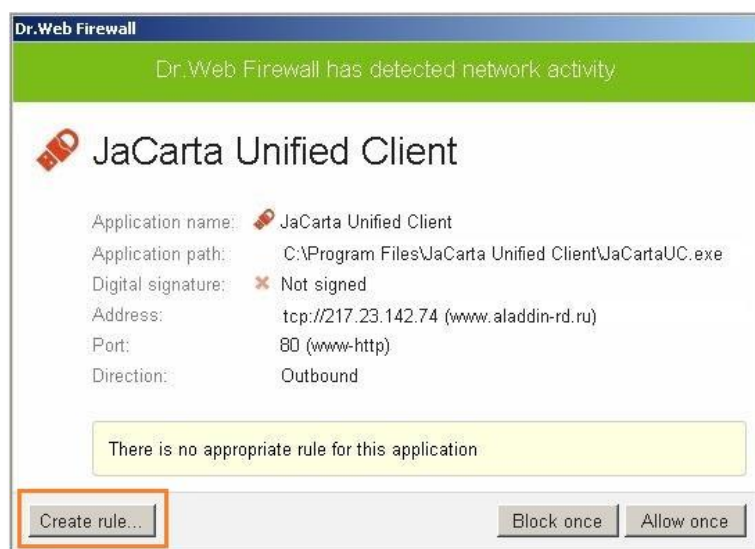 Dr.Web Firewall
Dr.Web Firewall has detected network activity
JaCarta Unified Client
Application name: JaCarta Unified Client
Application path: C:\Program Files\JaCarta Unified Client\JaCartaUC.exe
Digital signature: Not signed
Address: tcp://217.23.142.74 (www.aladdin-rd.ru)
Port: 80 (www-http)
Direction: Outbound
There is no appropriate rule for this application
Create rule... Block once Allow once